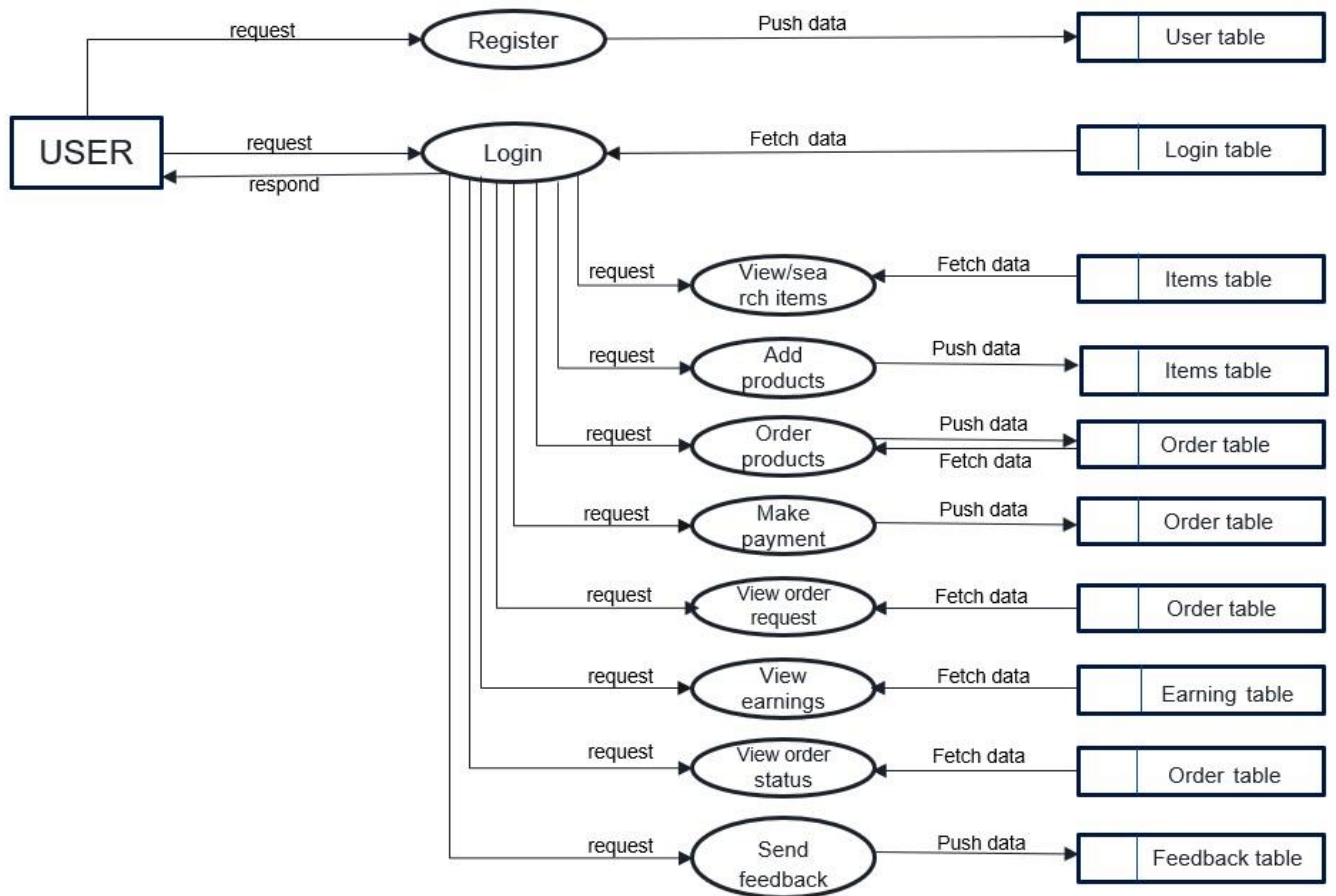 request
Register
Push data
User table
USER
request
respond
Login
Fetch data
Login table
request
View/sea
rch items
Fetch data
Items table
request
Add
products
Push data
Items table
request
Order
products
Push data
Fetch data
Order table
request
Make
payment
Push data
Order table
request
View order
request
Fetch data
Order table
request
View
earnings
Fetch data
Earning table
request
View order
status
Fetch data
Order table
request
Send
feedback
Push data
Feedback table